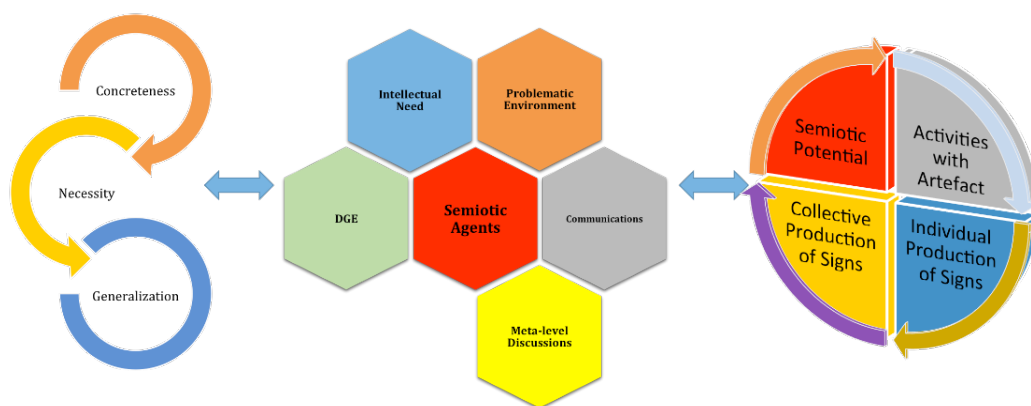 Concreteness
Necessity
Generalization
Intellectual
Need
Problematic
Environment
DGE
Semiotic
Agents
Communications
Meta-level
Discussions
Semiotic
Potential
Activities
with
Artefact
Collective
Production
of Signs
Individual
Production
of Signs